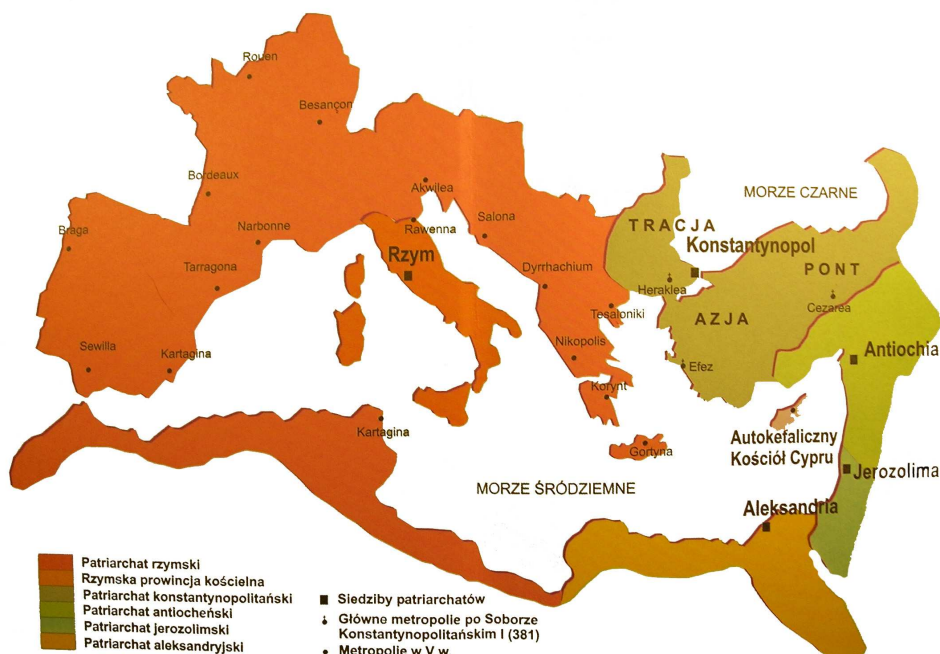 Rouen
Besançon
Bordeaux
Akwilea
MORZE CZARNE
Braga
Narbonne
Rawenna
Salona
TRACJA
Konstantynopol
Rzym
Tarragona
Dyrrhachium
Heraklea
PONT
Cezarea
Tesaloniki
AZJA
Sewilla
Kartagina
Nikopolis
Efez
Antiochia
Korynt
Kartagina
Gortyna
Autokefaliczny
Kościół Cypru
Jerozolima
MORZE ŚRÓDZIEMNE
Aleksandria
Patriarchat rzymski
Rzymska prowincja kościelna
Patriarchat konstantynopolitański
Patriarchat antiocheński
Patriarchat jerozolimski
Patriarchat aleksandryjski
Siedziby patriarchatów
Główne metropolie po Soborze
Konstantynopolitańskim I (381)
Metropolie w V w.